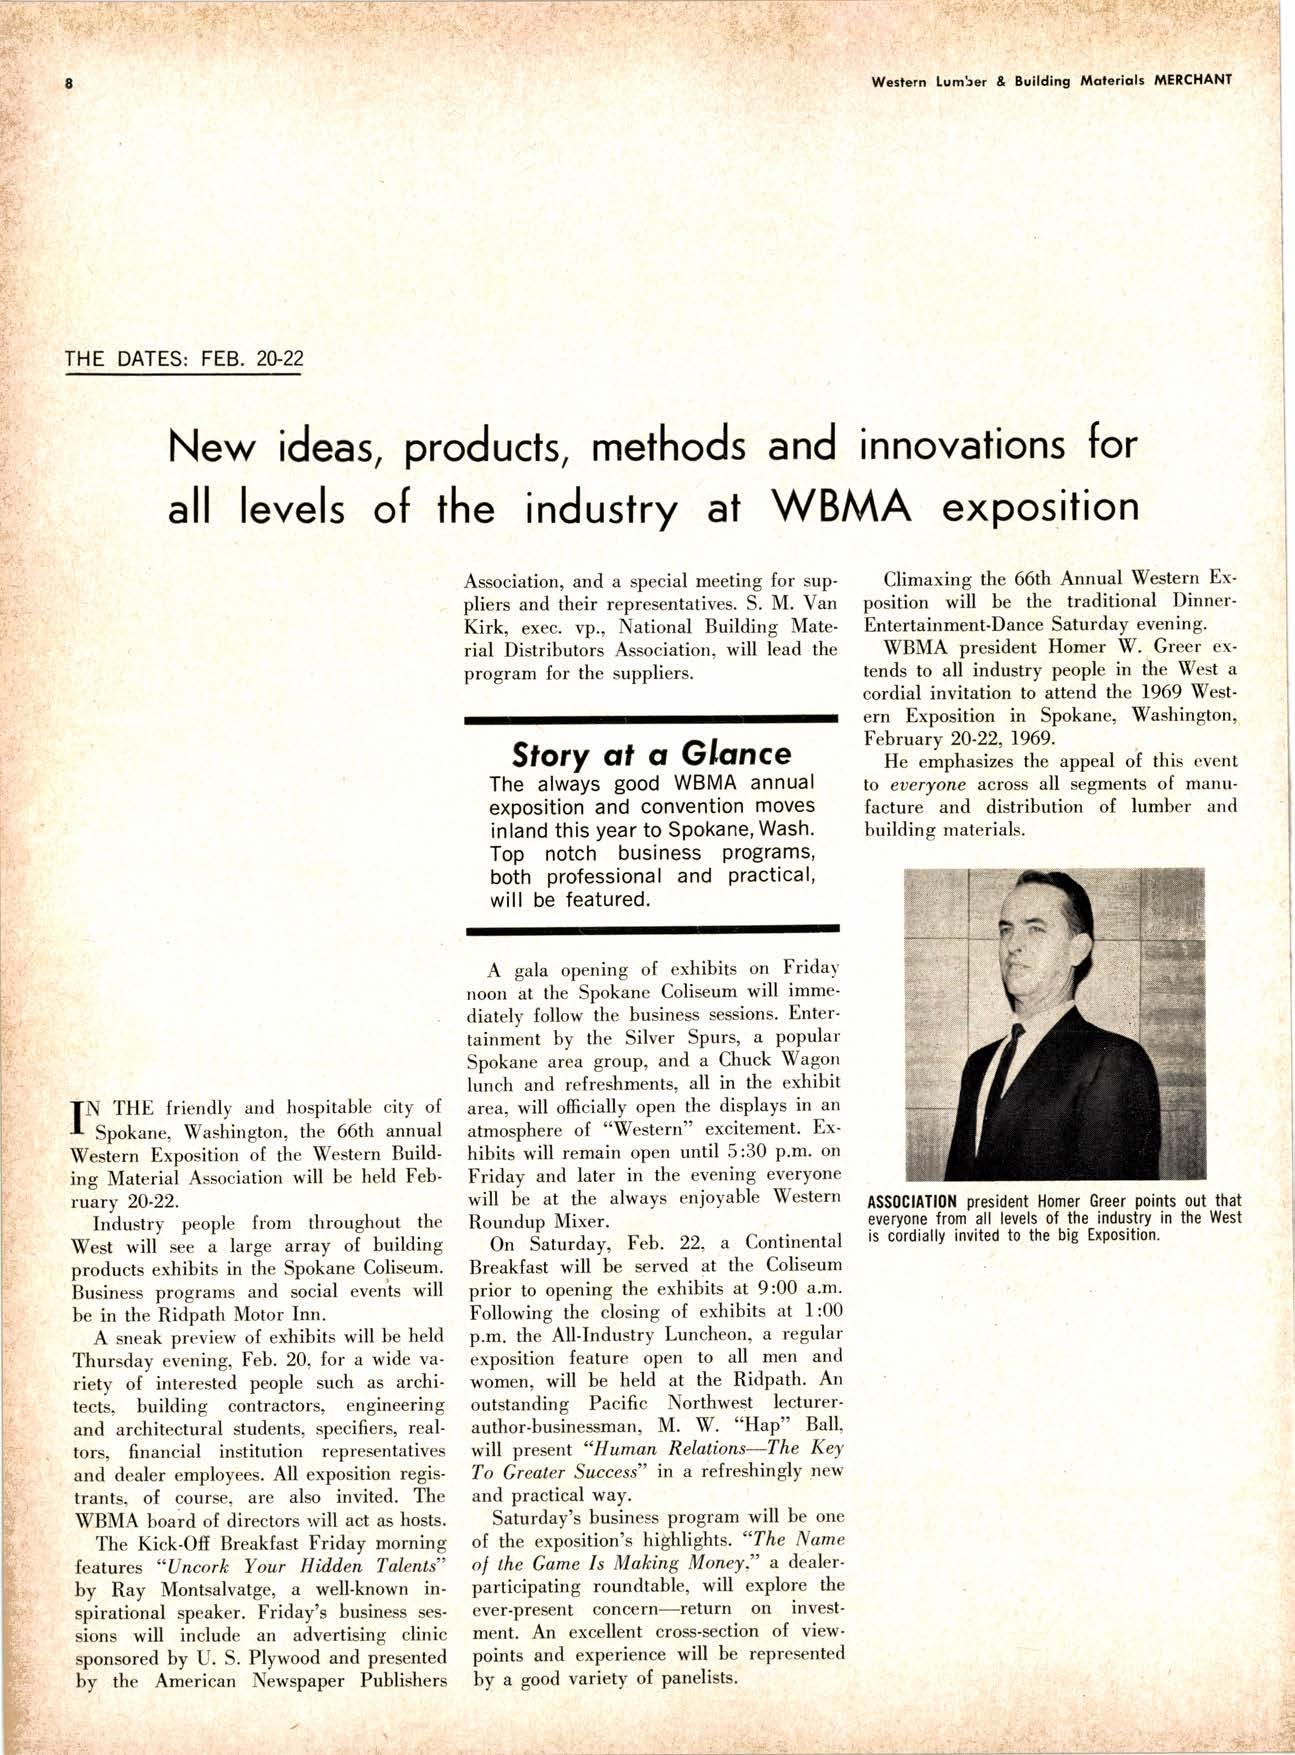 8
Western Lumber & Building Materials MERCHANT
THE DATES: FEB. 20-22
New ideas, products, methods and innovations for
all levels of the industry at WBMA exposition
IN THE friendly and hospitable city of
Spokane, Washington, the 66th annual
Western Exposition of the Western Build-
ing Material Association will be held Feb-
ruary 20-22.
Industry people from throughout the
West will see a large array of building
products exhibits in the Spokane Coliseum.
Business programs and social events will
be in the Ridpath Motor Inn.
A sneak preview of exhibits will be held
Thursday evening, Feb. 20, for a wide va-
riety of interested people such as archi-
tects, building contractors, engineering
and architectural students, specifiers, real-
tors, financial institution representatives
and dealer employees. All exposition regis-
trants, of course, are also invited. The
WBMA board of directors will act as hosts.
The Kick-Off Breakfast Friday morning
features "Uncork Your Hidden Talents"
by Ray Montsalvatge, a well-known in-
spirational speaker. Friday's business ses-
sions will include an advertising clinic
sponsored by U. S. Plywood and presented
by the American Newspaper Publishers
Association, and a special meeting for sup-
pliers and their representatives. S. M. Van
Kirk, exec. vp., National Building Mate-
rial Distributors Association, will lead the
program for the suppliers.
Story at a Glance
The always good WBMA annual
exposition and convention moves
inland this year to Spokane, Wash.
Top notch business programs,
both professional and practical,
will be featured.
A gala opening of exhibits on Friday
noon at the Spokane Coliseum will imme-
diately follow the business sessions. Enter-
tainment by the Silver Spurs, a popular
Spokane area group, and a Chuck Wagon
lunch and refreshments, all in the exhibit
area, will officially open the displays in an
atmosphere of "Western" excitement. Ex-
hibits will remain open until 5:30 p.m. on
Friday and later in the evening everyone
will be at the always enjoyable Western
Roundup Mixer.
On Saturday, Feb. 22, a Continental
Breakfast will be served at the Coliseum
prior to opening the exhibits at 9:00 a.m.
Following the closing of exhibits at 1:00
p.m. the All-Industry Luncheon, a regular
exposition feature open to all men and
women, will be held at the Ridpath. An
outstanding Pacific Northwest lecturer-
author-businessman, M. W. "Hap" Ball,
will present "Human Relations—The Key
To Greater Success" in a refreshingly new
and practical way.
Saturday's business program will be one
of the exposition's highlights. "The Name
of the Game Is Making Money," a dealer-
participating roundtable, will explore the
ever-present concern—return on invest-
ment. An excellent cross-section of view-
points and experience will be represented
by a good variety of panelists.
Climaxing the 66th Annual Western Ex-
position will be the traditional Dinner-
Entertainment-Dance Saturday evening.
WBMA president Homer W. Greer ex-
tends to all industry people in the West a
cordial invitation to attend the 1969 West-
ern Exposition in Spokane, Washington,
February 20-22, 1969.
He emphasizes the appeal of this event
to everyone across all segments of manu-
facture and distribution of lumber and
building materials.
ASSOCIATION president Homer Greer points out that
everyone from all levels of the industry in the West
is cordially invited to the big Exposition.